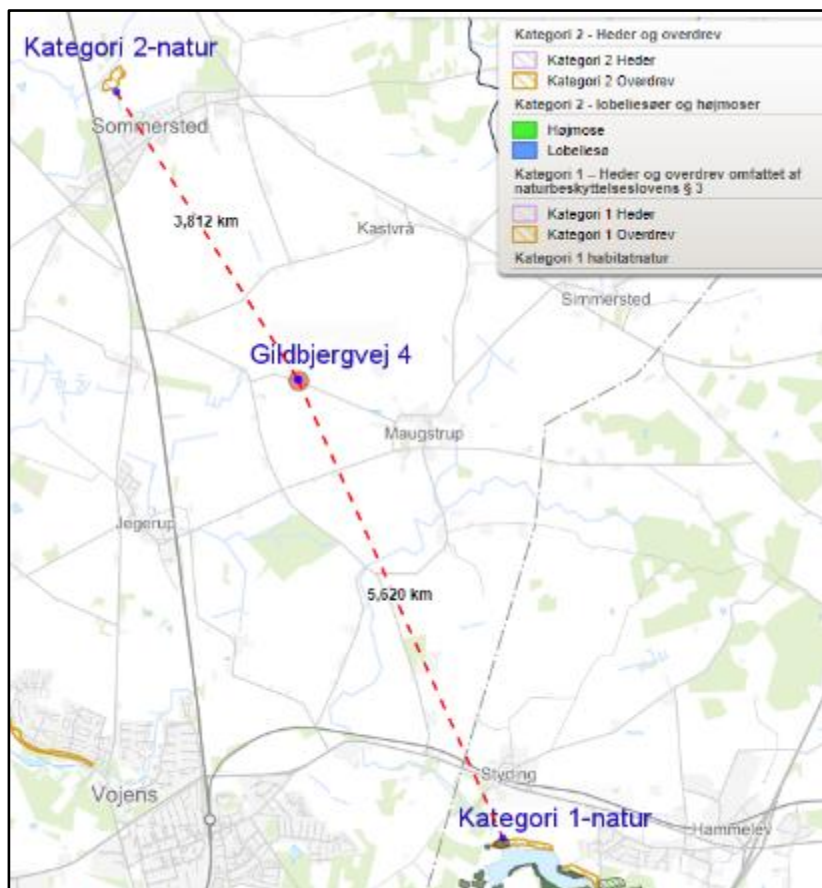 Kategori 2-natur
Sommersted
3,812 km
Kastvrå
Kategori 2 - Heder og overdrev
Kategori 2 Heder
Kategori 2 Overdrev
Kategori 2 - lobeliesøer og højmoser
Højmose
Lobeliesø
Kategori 1 – Heder og overdrev omfattet af
naturbeskyttelseslovens § 3
Kategori 1 Heder
Kategori 1 Overdrev
Kategori 1 habitatnatur
Simmersted
Gildbjergvej 4
Maugstrup
Jegerup
5,620 km
Styding
Vojens
Kategori 1-natur
Hammelev